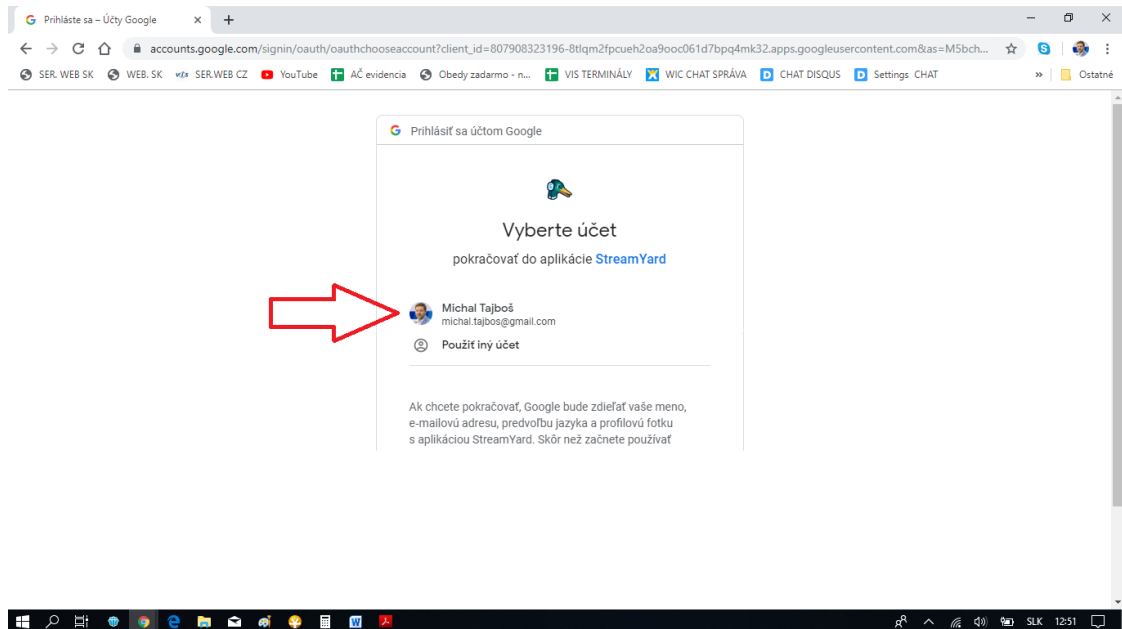 Prihláste sa – Účty Google
accounts.google.com/signin/oauth/oauthchooseaccount?client_id=807908323196-8tlqm2fpcueh2oa9ooc061d7bpq4mk32.apps.googleusercontent.com&as=M5bch...
SER. WEB SK WEB. SK vis SER.WEB CZ YouTube AČ evidencia Obedy zadarmo - n... VIS TERMINÁLY WIC CHAT SPRÁVA D CHAT DISQUS D Settings CHAT » Ostatné
G Prihlásiť sa účtom Google
Vyberte účet
pokračovať do aplikácie StreamYard
Michal Tajboš
michal.tajbos@gmail.com
Použiť iný účet
Ak chcete pokračovať, Google bude zdieľať vaše meno,
e-mailovú adresu, predvoľbu jazyka a profilovú fotku
s aplikáciou StreamYard. Skôr než začnete používať
SLK 12:51